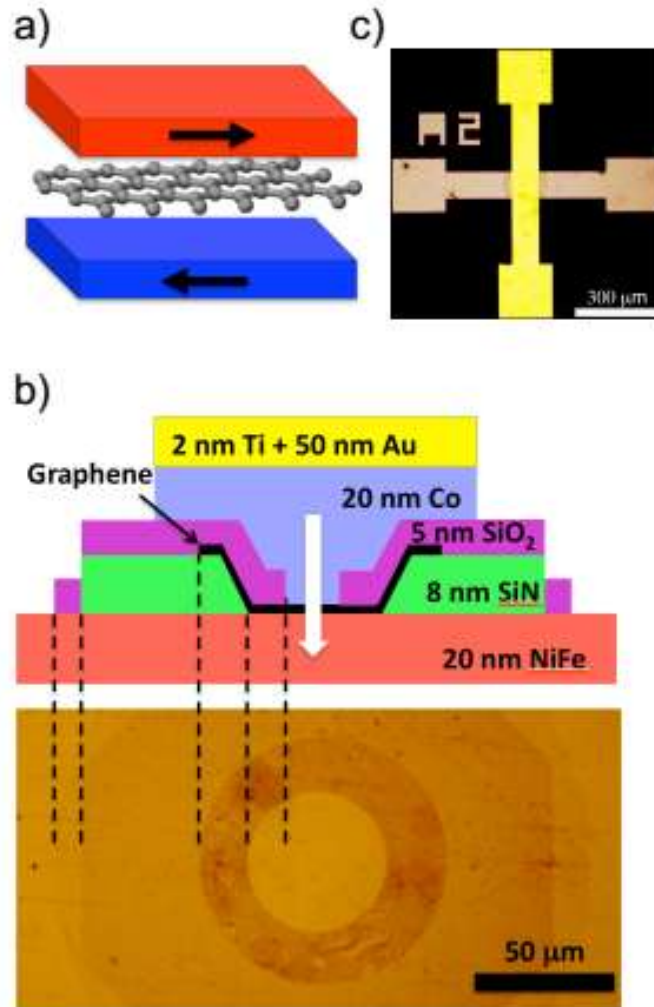 a)
c)
A2
300 μm
b)
2 nm Ti + 50 nm Au
Graphene
20 nm Co
5 nm SiO₂
8 nm SiN
20 nm NiFe
50 μm